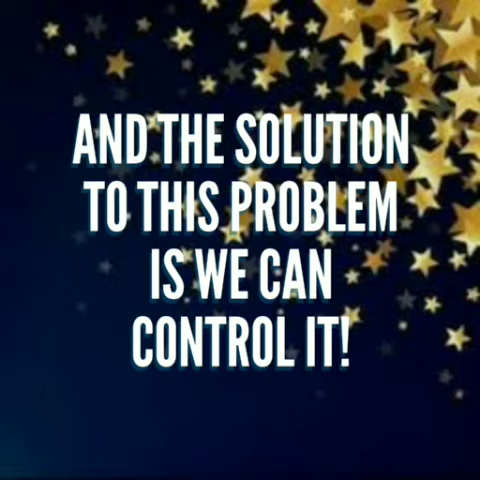 AND THE SOLUTION
TO THIS PROBLEM
IS WE CAN
CONTROL IT!